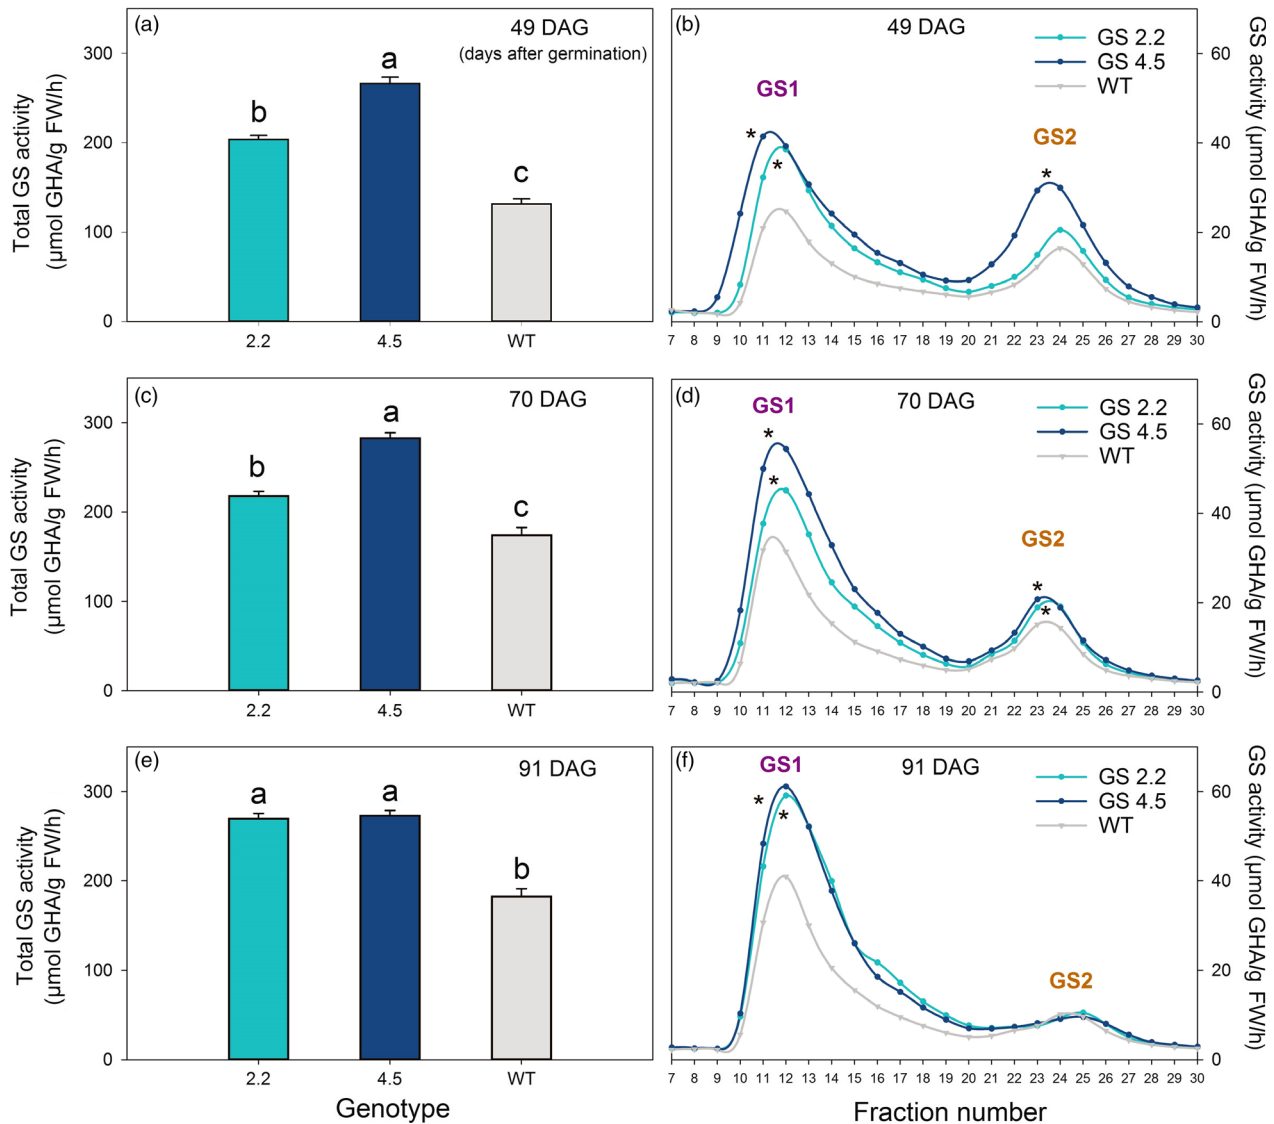 (a)
49 DAG
(days after germination)
Total GS activity
(μmol GHA/g FW/h)
300
200
100
0
b
a
c
2.2
4.5
WT
(b)
49 DAG
GS 2.2
GS 4.5
WT
GS1
GS2
*
*
*
60
40
20
0
GS activity (μmol GHA/g FW/h)
7 8 9 10 11 12 13 14 15 16 17 18 19 20 21 22 23 24 25 26 27 28 29 30
(c)
70 DAG
Total GS activity
(μmol GHA/g FW/h)
300
200
100
0
b
a
c
2.2
4.5
WT
(d)
70 DAG
GS 2.2
GS 4.5
WT
GS1
GS2
*
*
*
*
60
40
20
0
GS activity (μmol GHA/g FW/h)
7 8 9 10 11 12 13 14 15 16 17 18 19 20 21 22 23 24 25 26 27 28 29 30
(e)
91 DAG
Total GS activity
(μmol GHA/g FW/h)
300
200
100
0
a
a
b
2.2
4.5
WT
Genotype
(f)
91 DAG
GS 2.2
GS 4.5
WT
GS1
GS2
*
*
60
40
20
0
GS activity (μmol GHA/g FW/h)
7 8 9 10 11 12 13 14 15 16 17 18 19 20 21 22 23 24 25 26 27 28 29 30
Fraction number